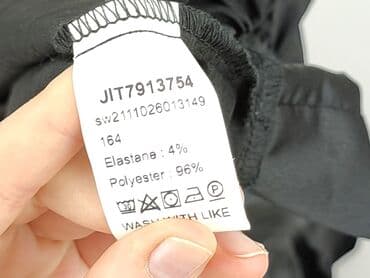 JIT7913754
sw2111026013149
164
Elastane : 4%
Polyester : 96%
WASH WITH LIKE